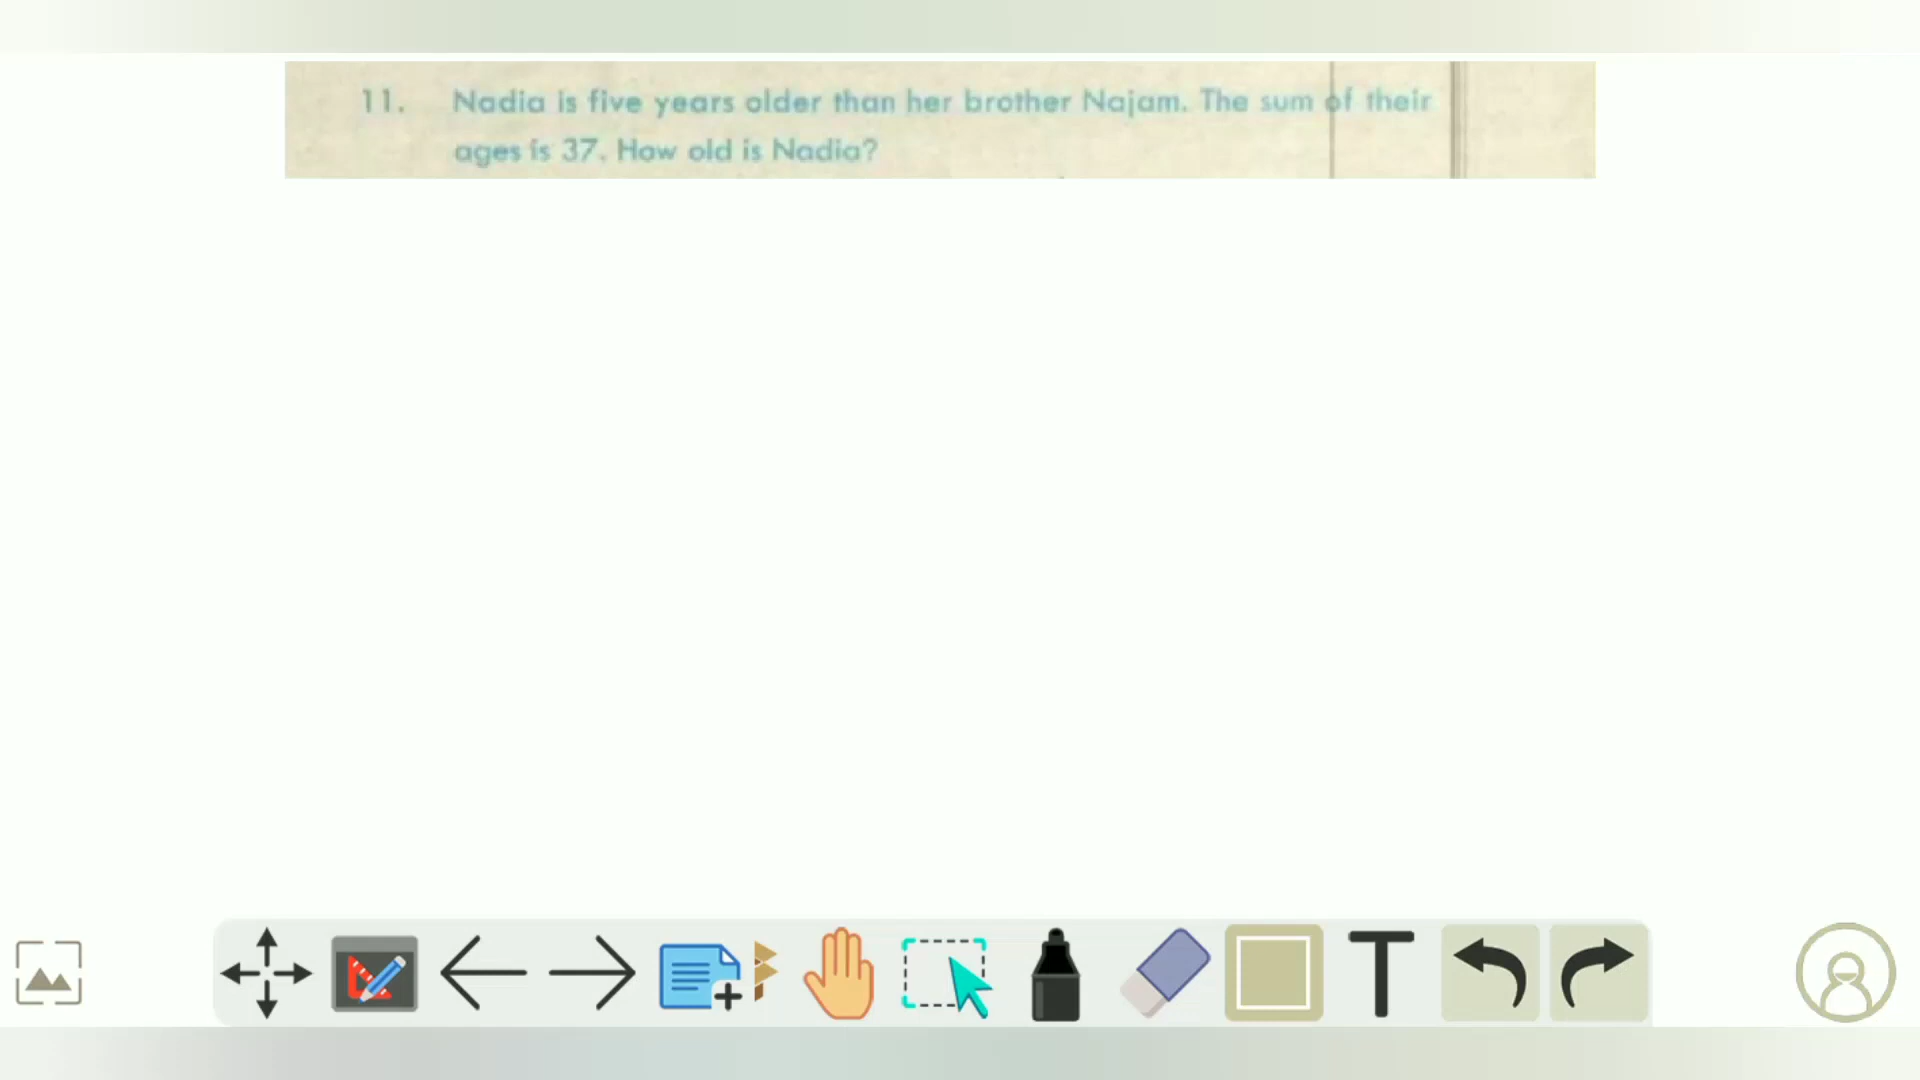 11. Nadia is five years older than her brother Najam. The sum of their
ages is 37. How old is Nadia?